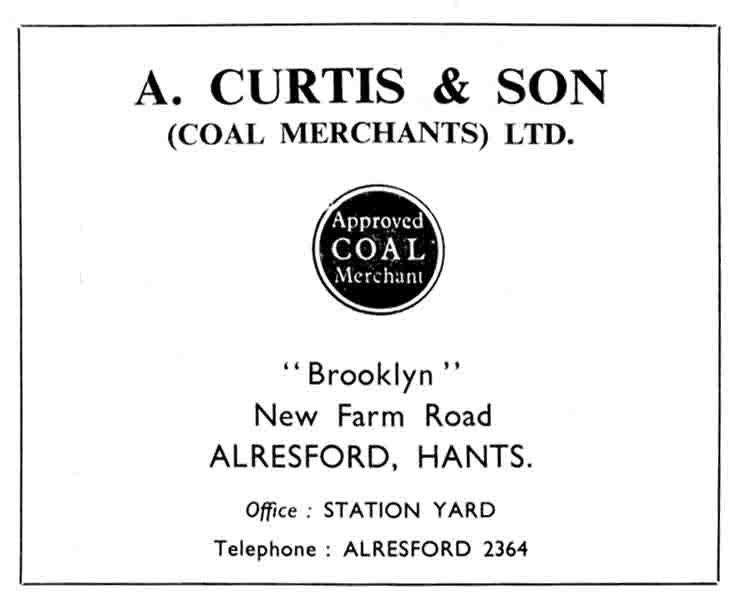 A. CURTIS & SON
(COAL MERCHANTS) LTD.
Approved
COAL
Merchant
“Brooklyn”
New Farm Road
ALRESFORD, HANTS.
Office : STATION YARD
Telephone : ALRESFORD 2364